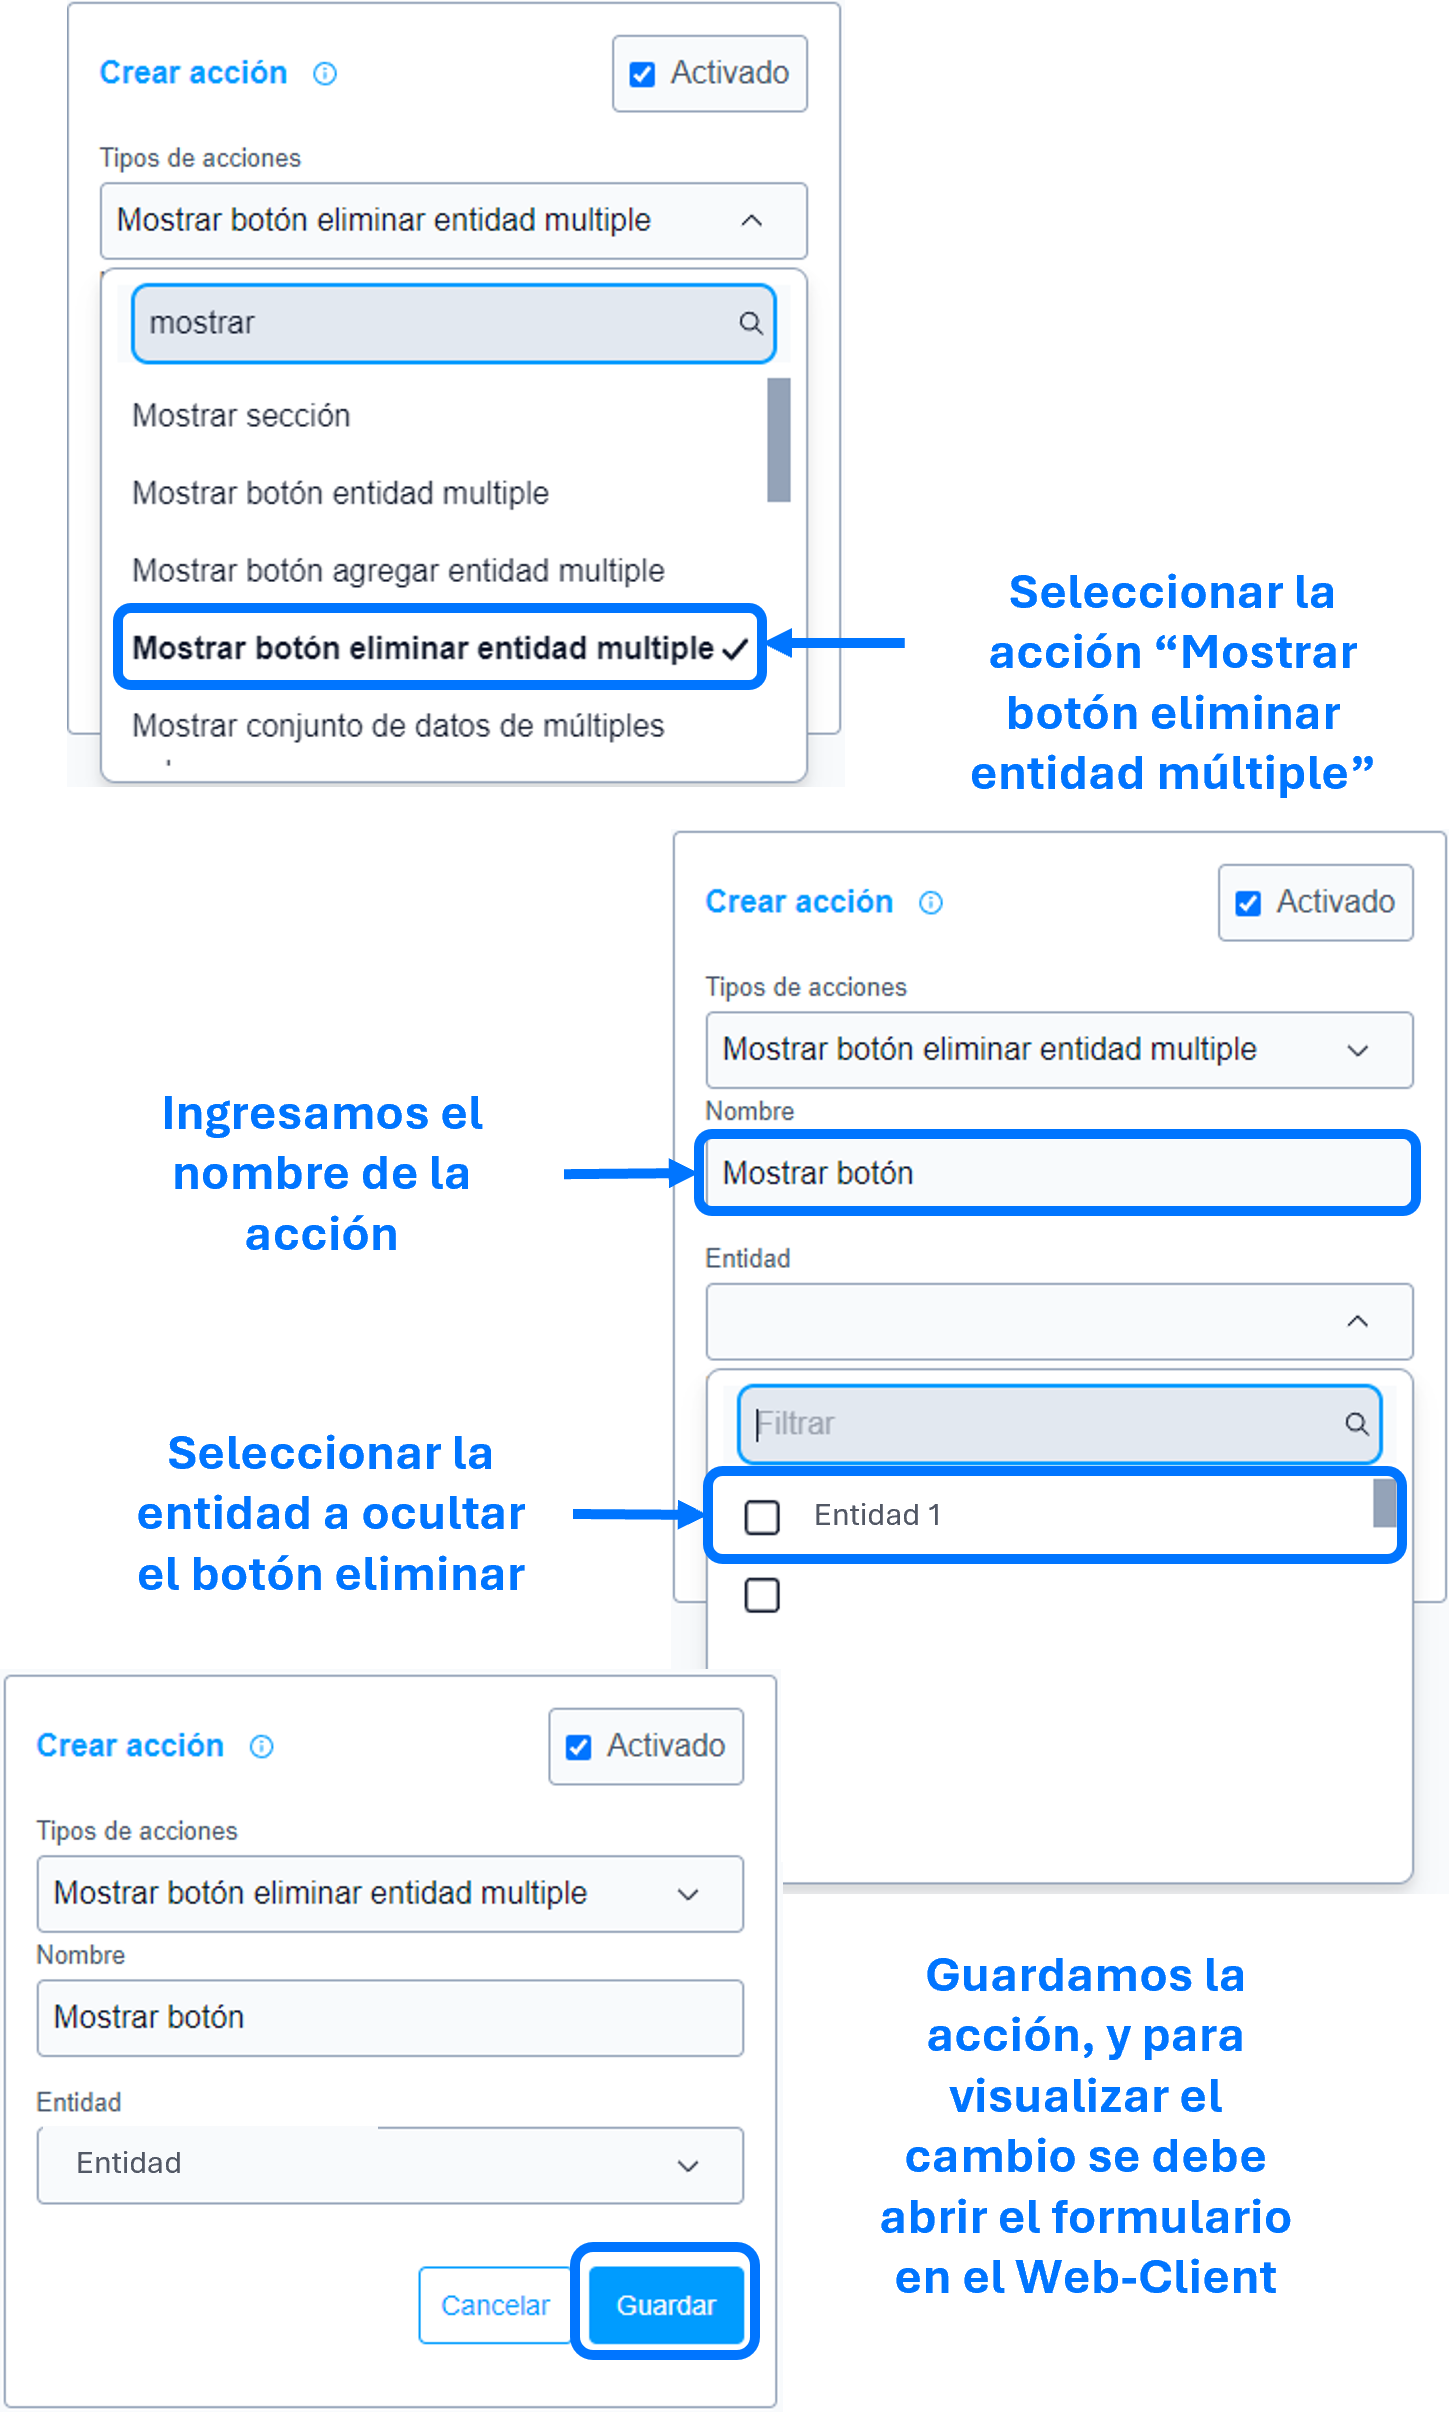 Crear acción
Activado
Tipos de acciones
Mostrar botón eliminar entidad multiple
mostrar
Mostrar sección
Mostrar botón entidad multiple
Mostrar botón agregar entidad multiple
Mostrar botón eliminar entidad multiple
Mostrar conjunto de datos de múltiples
Seleccionar la
acción “Mostrar
botón eliminar
entidad múltiple”
Crear acción
Activado
Tipos de acciones
Mostrar botón eliminar entidad multiple
Nombre
Mostrar botón
Entidad
Filtrar
Entidad 1
Ingresamos el
nombre de la
acción
Seleccionar la
entidad a ocultar
el botón eliminar
Crear acción
Activado
Tipos de acciones
Mostrar botón eliminar entidad multiple
Nombre
Mostrar botón
Entidad
Entidad
Cancelar
Guardar
Guardamos la
acción, y para
visualizar el
cambio se debe
abrir el formulario
en el Web-Client